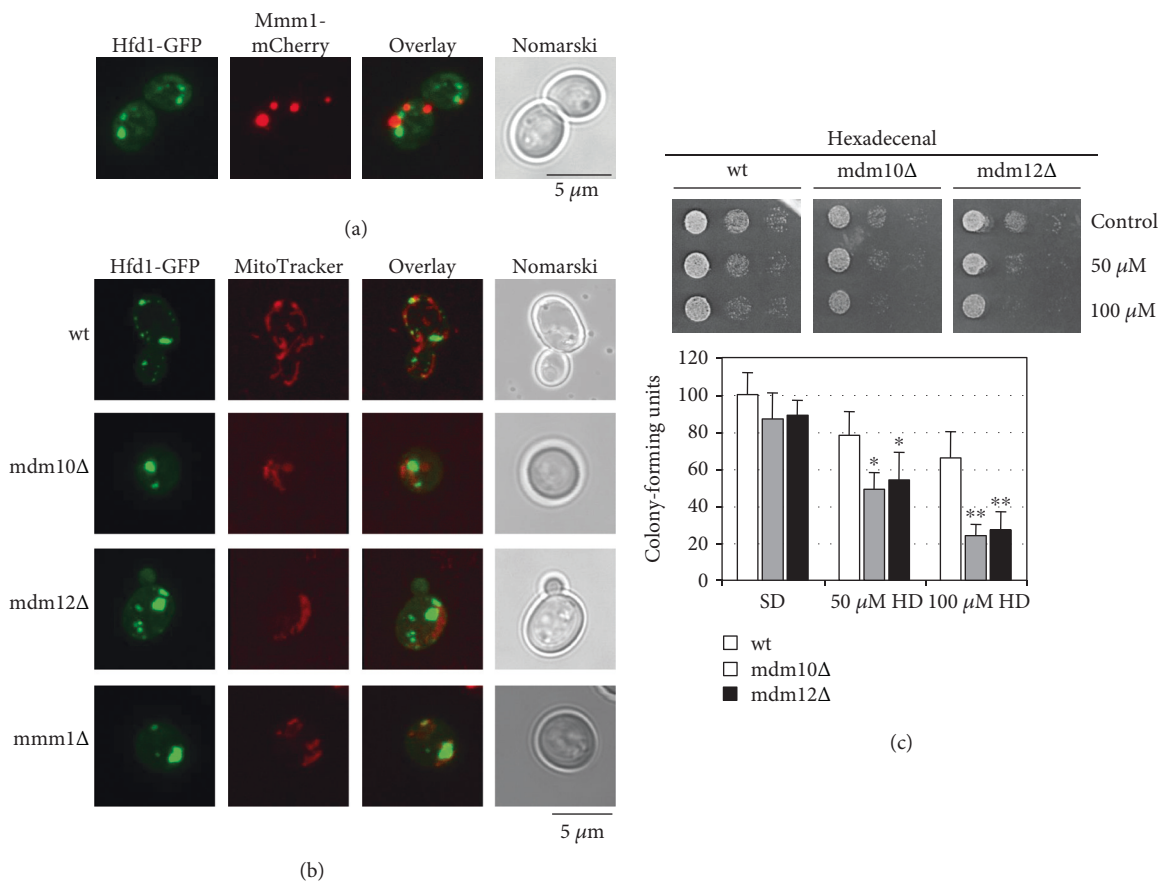 Hfd1-GFP
Mmm1-
mCherry
Overlay
Nomarski
5 μm
(a)
Hfd1-GFP
MitoTracker
Overlay
Nomarski
wt
mdm10Δ
mdm12Δ
mmm1Δ
5 μm
(b)
Hexadecenal
wt
mdm10Δ
mdm12Δ
Control
50 μM
100 μM
Colony-forming units
120
100
80
60
40
20
0
*
*
**
**
SD
50 μM HD
100 μM HD
wt
mdm10Δ
mdm12Δ
(c)